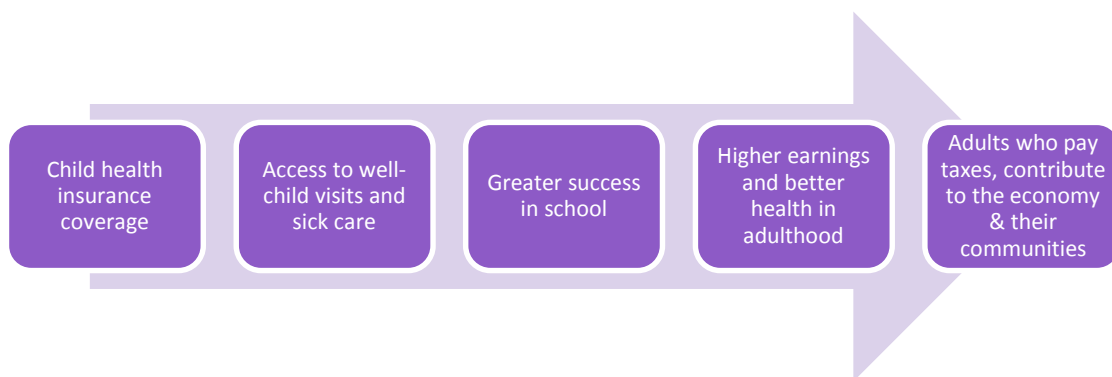 Child health
insurance
coverage
Access to well-
child visits and
sick care
Greater success
in school
Higher earnings
and better
health in
adulthood
Adults who pay
taxes, contribute
to the economy
& their
communities